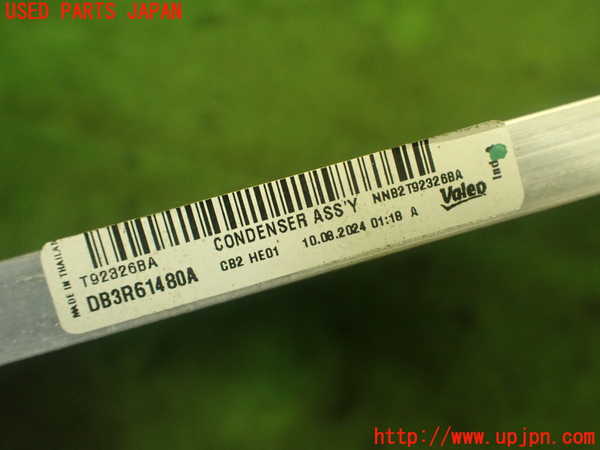 USED PARTS JAPAN
MADE IN THAILAND
T92326BA
CONDENSER ASS'Y
NNB2T92326BA
DB3R61480A
CB2 HE01
10.08.2024 01:18 A
Valeo
http://www.upjpn.com/